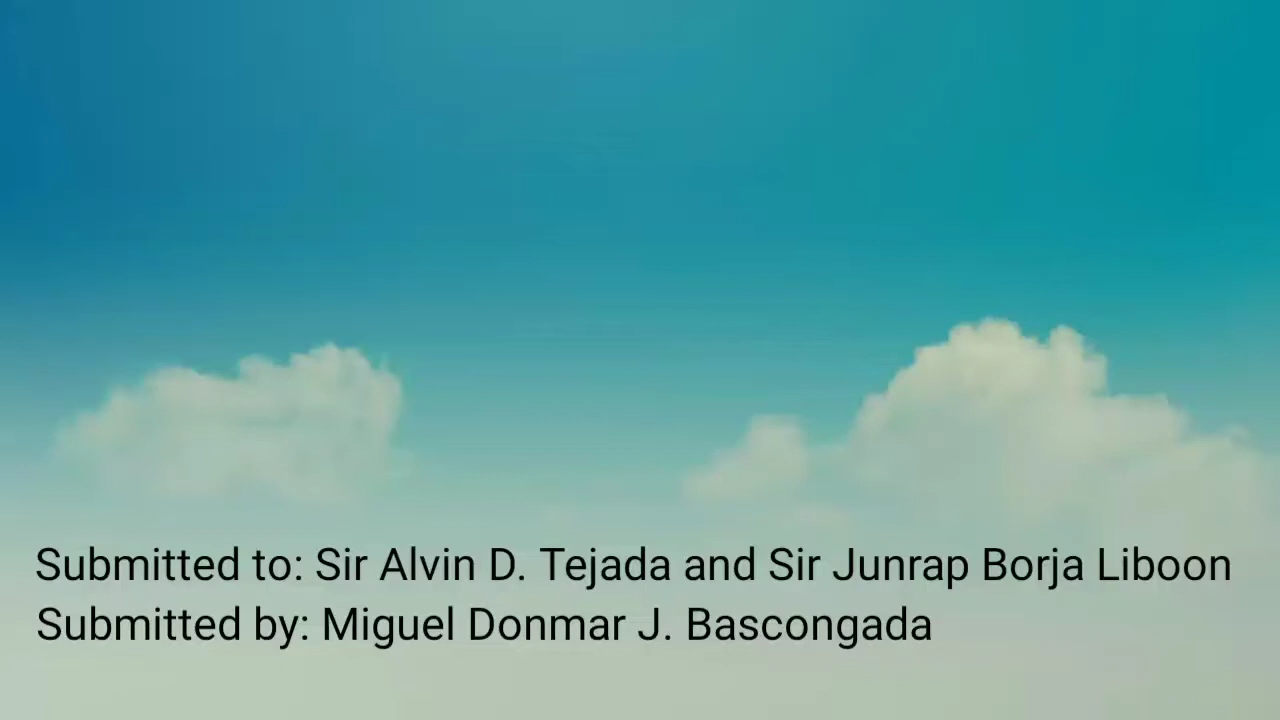 Submitted to: Sir Alvin D. Tejada and Sir Junrap Borja Liboon
Submitted by: Miguel Donmar J. Bascongada